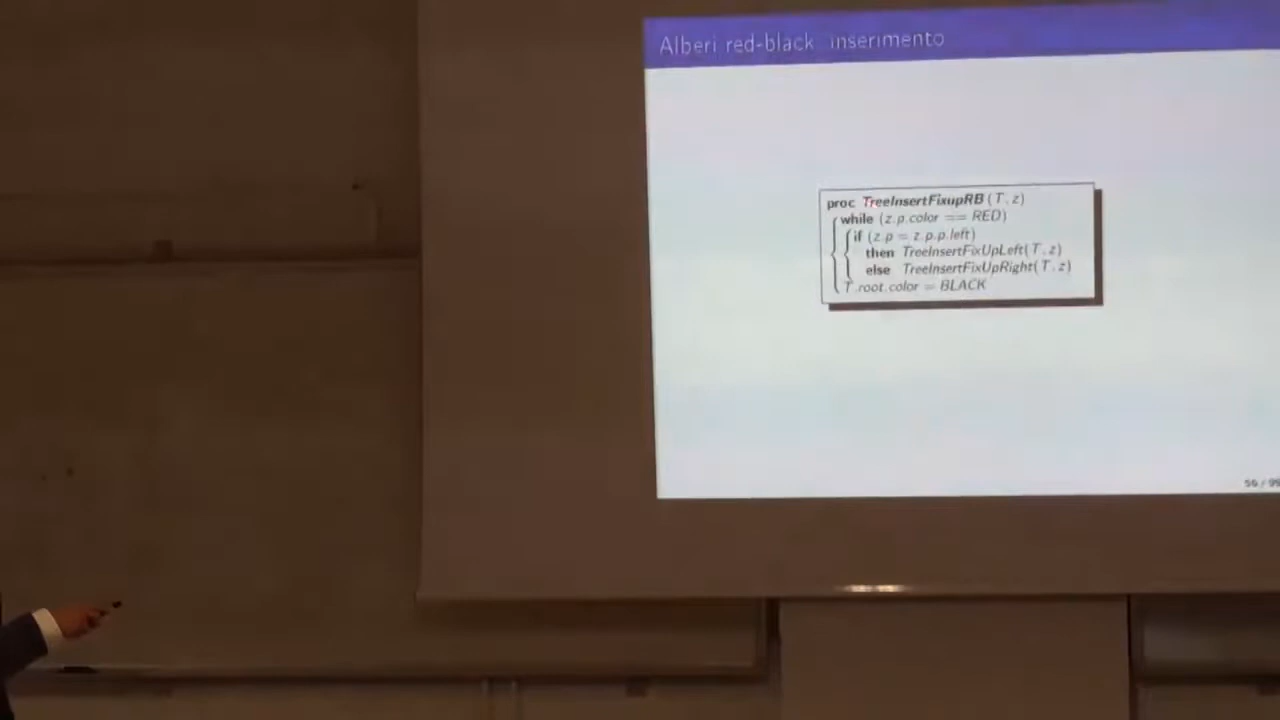 Alberi red-black: inserimento
proc TreeInsertFixupRB (T, z)
while (z.p.color == RED)
if (z.p = z.p.p.left)
then TreeInsertFixUpLeft(T, z)
else TreeInsertFixUpRight(T, z)
T.root.color = BLACK